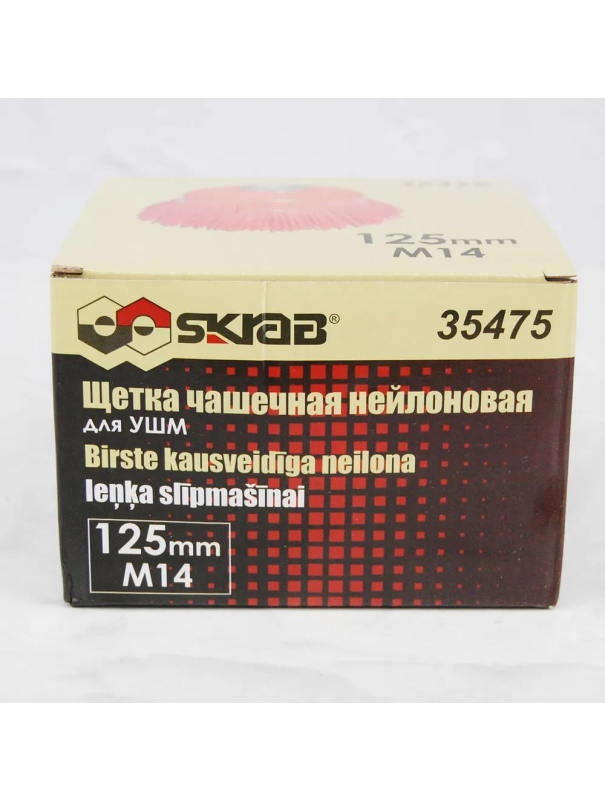 125mm
M14
SKRAB®
35475
Щетка чашечная нейлоновая
для УШМ
Birste kausveidīga neilona
leņķa slīpmašīnai
125mm
M14